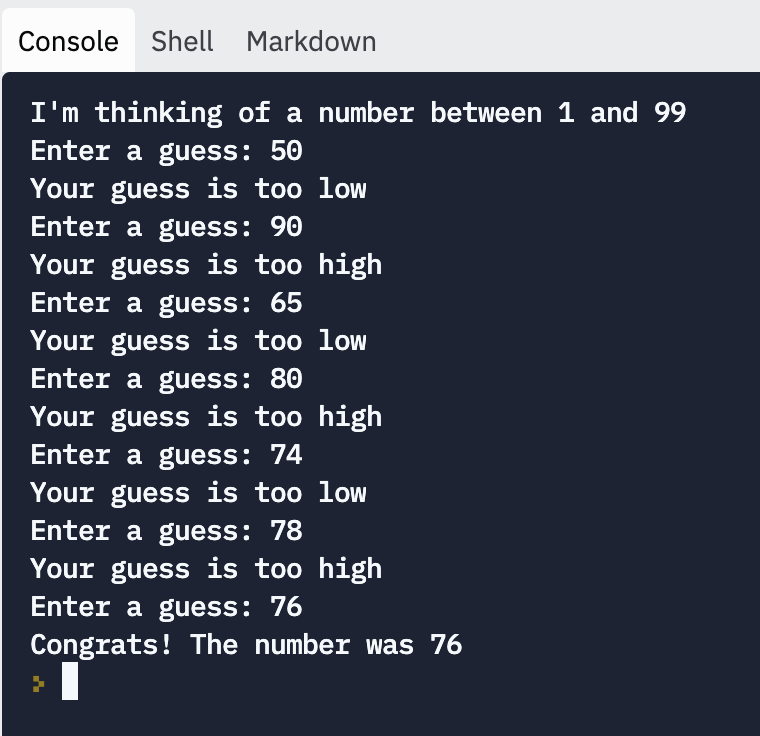 Console Shell Markdown
I'm thinking of a number between 1 and 99
Enter a guess: 50
Your guess is too low
Enter a guess: 90
Your guess is too high
Enter a guess: 65
Your guess is too low
Enter a guess: 80
Your guess is too high
Enter a guess: 74
Your guess is too low
Enter a guess: 78
Your guess is too high
Enter a guess: 76
Congrats! The number was 76